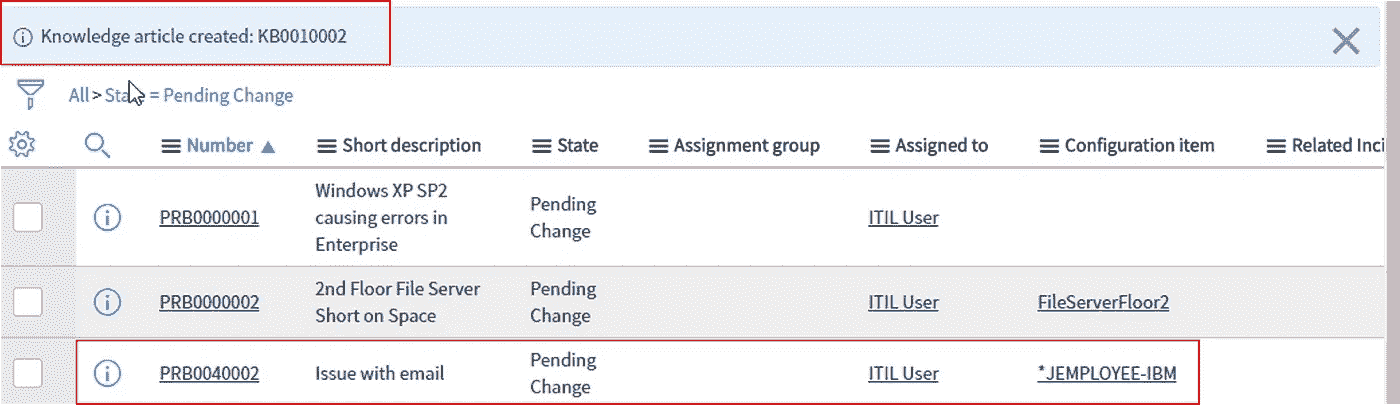 Knowledge article created: KB0010002
All > State = Pending Change
Number Short description State Assignment group Assigned to Configuration item Related Inci
Windows XP SP2
causing errors in
Enterprise
PRB0000001
Pending
Change
ITIL User
2nd Floor File Server
Short on Space
PRB0000002
Pending
Change
ITIL User
FileServerFloor2
PRB0040002
Issue with email
Pending
Change
ITIL User
*JEMPLOYEE-IBM